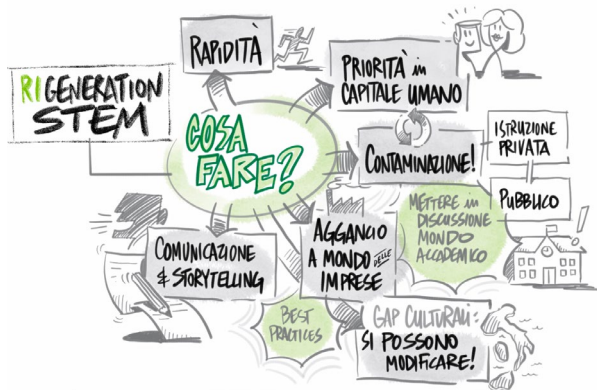 RIGENERATION
STEM
COSA
FARE?
RAPIDITÀ
PRIORITÀ in
CAPITALE UMANO
CONTAMINAZIONE!
ISTRUZIONE
PRIVATA
PUBBLICO
METTERE in
DISCUSSIONE
MONDO
ACCADEMICO
AGGANCIO
A MONDO delle
IMPRESE
COMUNICAZIONE
& STORYTELLING
BEST
PRACTICES
GAP CULTURALI:
SI POSSONO
MODIFICARE!